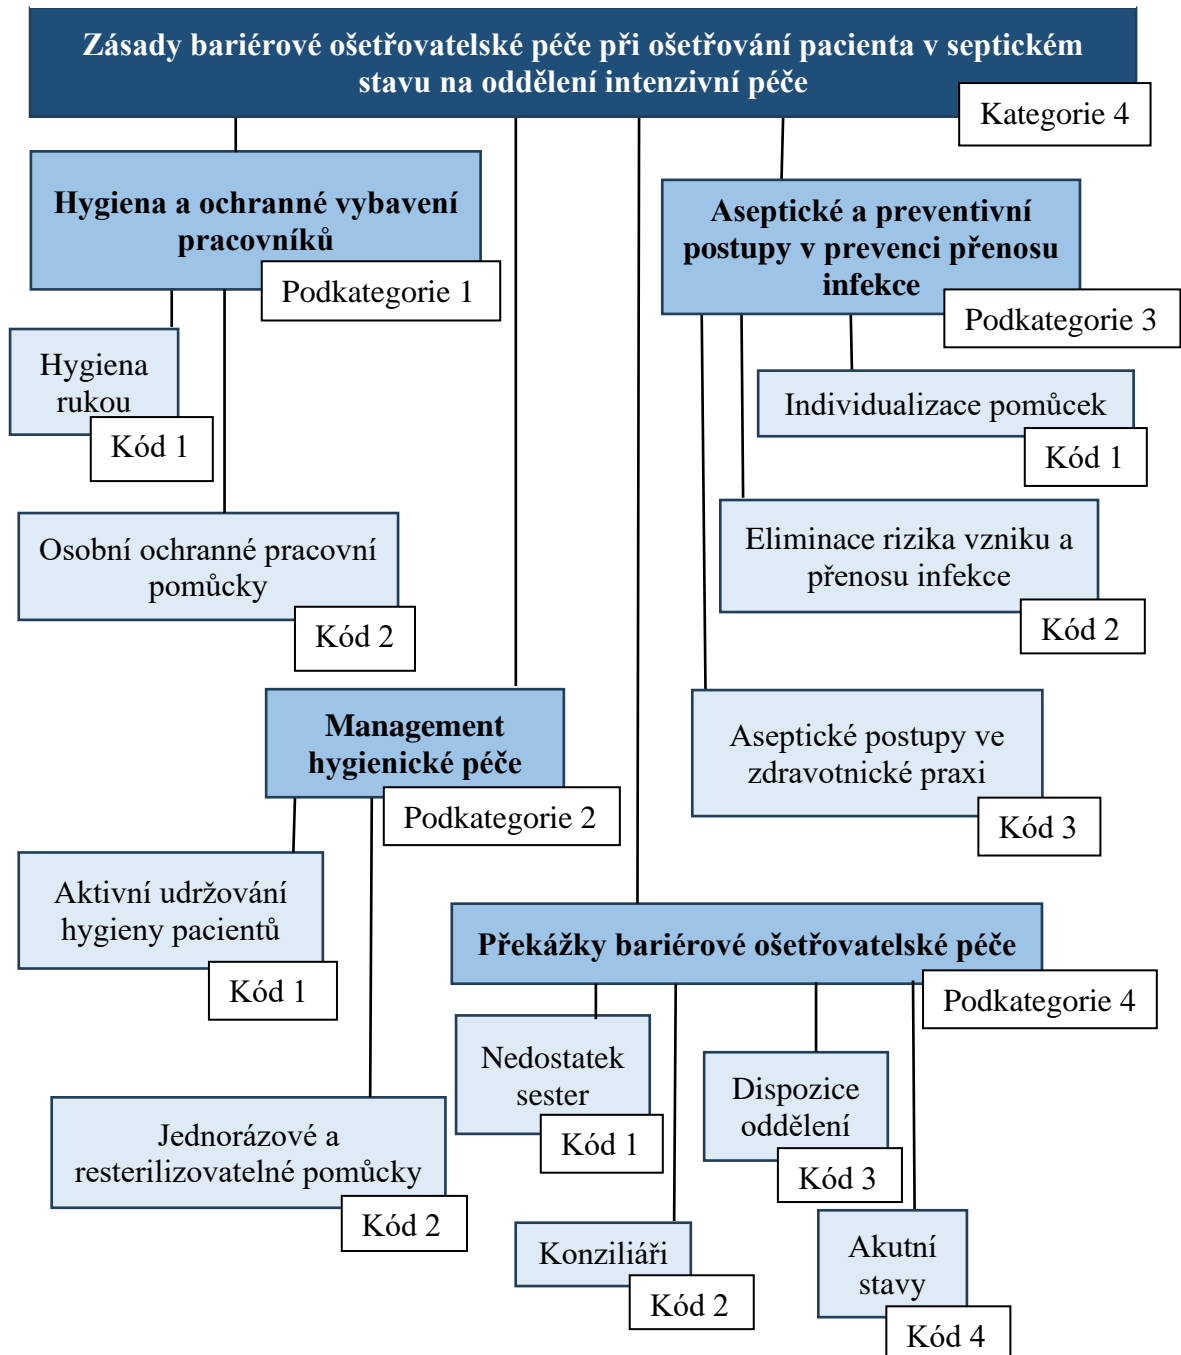 Zásady bariérové ošetřovatelské péče při ošetřování pacienta v septickém
stavu na oddělení intenzivní péče
Kategorie 4
Hygiena a ochranné vybavení
pracovníků
Podkategorie 1
Hygiena
rukou
Kód 1
Osobní ochranné pracovní
pomůcky
Kód 2
Management
hygienické péče
Podkategorie 2
Aktivní udržování
hygieny pacientů
Kód 1
Jednorázové a
resterilizovatelné pomůcky
Kód 2
Aseptické a preventivní
postupy v prevenci přenosu
infekce
Podkategorie 3
Individualizace pomůcek
Kód 1
Eliminace rizika vzniku a
přenosu infekce
Kód 2
Aseptické postupy ve
zdravotnické praxi
Kód 3
Překážky bariérové ošetřovatelské péče
Podkategorie 4
Nedostatek
sester
Kód 1
Konziliáři
Kód 2
Dispozice
oddělení
Kód 3
Akutní
stavy
Kód 4